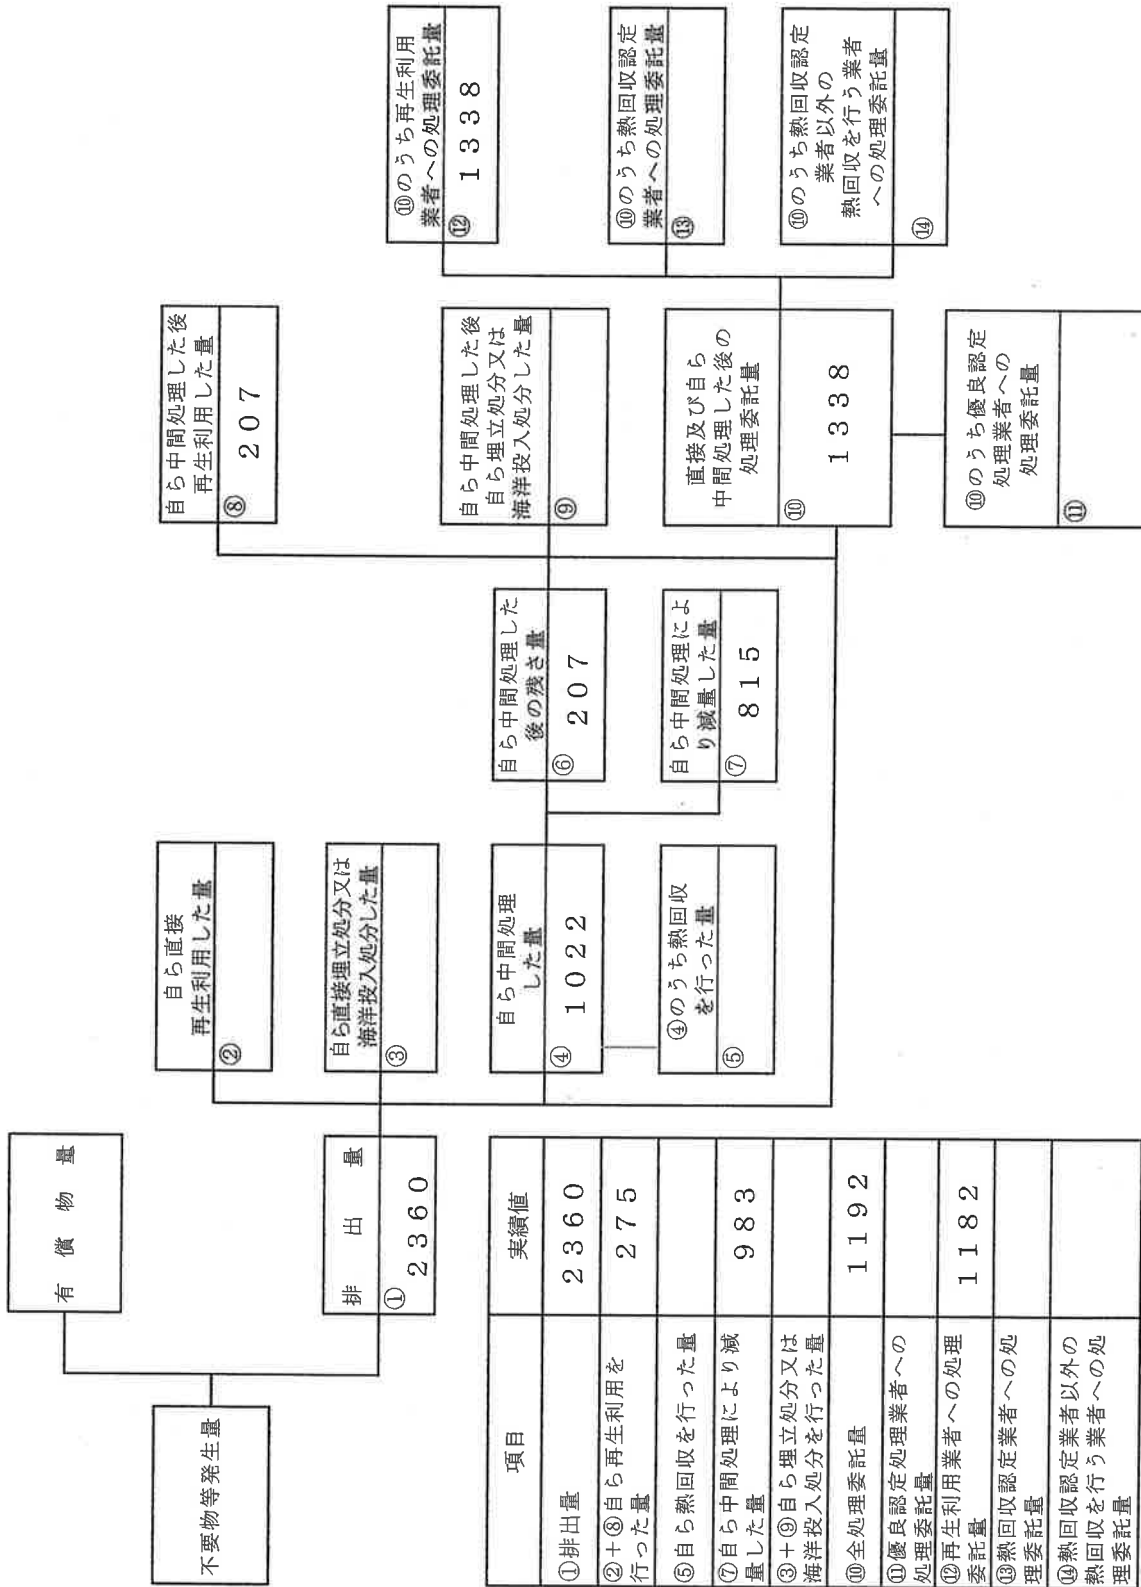 不要物等発生量
有償物量
排出量
① 2360
自ら直接
再生利用した量
②
自ら直接埋立処分又は
海洋投入処分した量
③
自ら中間処理
した量
④ 1022
④のうち熱回収
を行った量
⑤
自ら中間処理した
後の残さ量
⑥ 207
自ら中間処理によ
り減量した量
⑦ 815
自ら中間処理した後
再生利用した量
⑧ 207
自ら中間処理した後
自ら埋立処分又は
海洋投入処分した量
⑨
直接及び自ら
中間処理した後の
処理委託量
⑩ 1338
⑩のうち優良認定
処理業者への
処理委託量
⑪
⑩のうち再生利用
業者への処理委託量
⑫ 1338
⑩のうち熱回収認定
業者への処理委託量
⑬
⑩のうち熱回収認定
業者以外の
熱回収を行う業者
への処理委託量
⑭
項目 実績値
①排出量 2360
②+⑧自ら再生利用を
行った量 275
⑤自ら熱回収を行った量
⑦自ら中間処理により減
量した量 983
③+⑨自ら埋立処分又は
海洋投入処分を行った量
⑩全処理委託量 1192
⑪優良認定処理業者への
処理委託量
⑫再生利用業者への処理
委託量 1182
⑬熱回収認定業者への処
理委託量
⑭熱回収認定業者以外の
熱回収を行う業者への処
理委託量